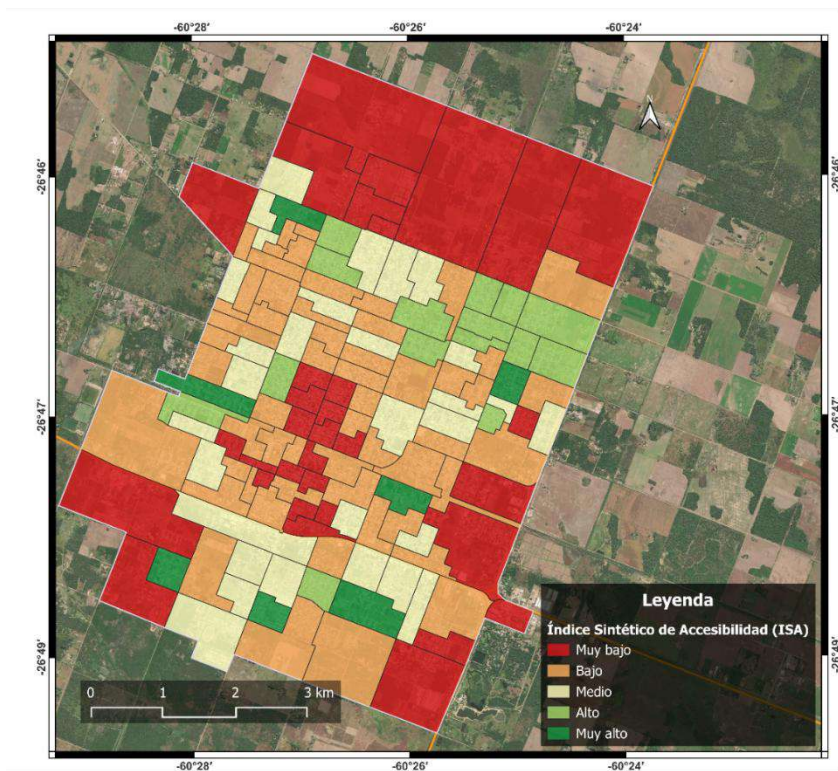 -60°28' -60°26' -60°24'
-26°46' -26°46'
-26°47' -26°47'
-26°49' -26°49'
Leyenda
Índice Sintético de Accesibilidad (ISA)
Muy bajo
Bajo
Medio
Alto
Muy alto
0 1 2 3 km
-60°28' -60°26' -60°24'